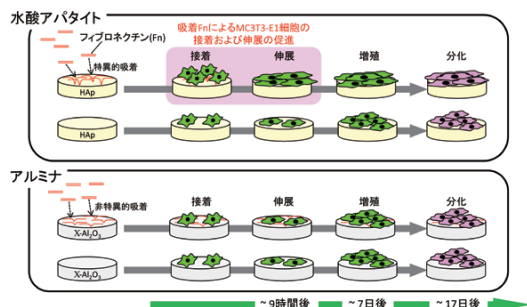 水酸アパタイト
フィブロネクチン(Fn)
特異的吸着
吸着FnによるMC3T3-E1細胞の
接着および伸展の促進
接着
伸展
増殖
分化
HAp
HAp
アルミナ
非特異的吸着
接着
伸展
増殖
分化
χ-Al₂O₃
χ-Al₂O₃
~ 9時間後
~ 7日後
~ 17日後